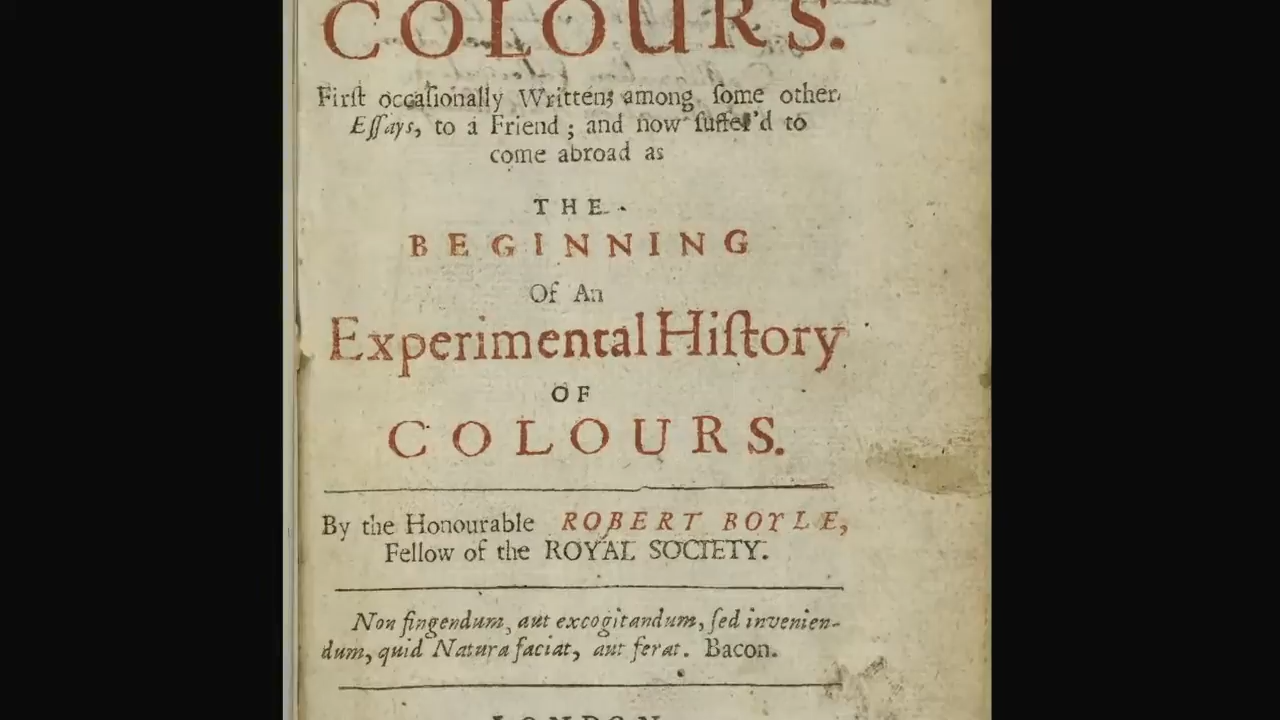 COLOURS.
Firſt occaſionally Written, among ſome other
Eſſays, to a Friend ; and now ſuffer'd to
come abroad as
THE
BEGINNING
Of An
Experimental Hiſtory
OF
COLOURS.
By the Honourable ROBERT BOYLE,
Fellow of the ROYAL SOCIETY.
Non fingendum, aut excogitandum, ſed invenien-
dum, quid Natura faciat, aut ferat. Bacon.
LONDON